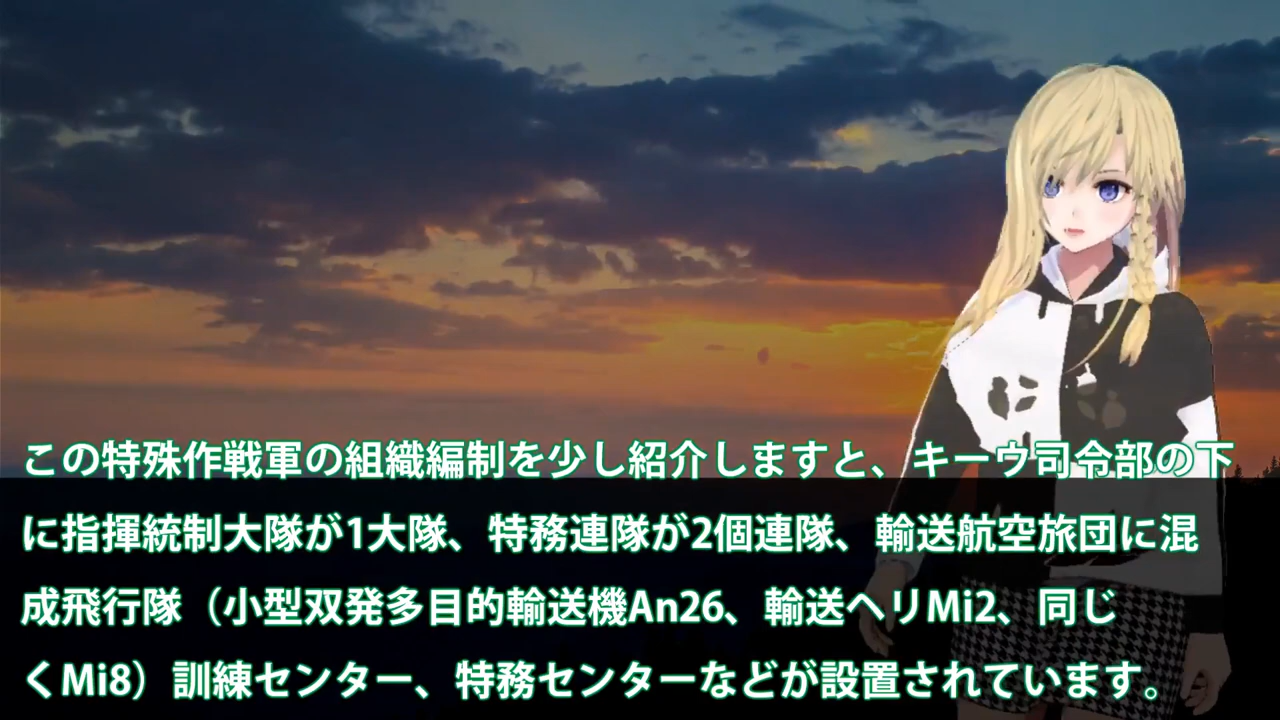 この特殊作戦軍の組織編制を少し紹介しますと、キーウ司令部の下
に指揮統制大隊が1大隊、特務連隊が2個連隊、輸送航空旅団に混
成飛行隊（小型双発多目的輸送機An26、輸送ヘリMi2、同じ
くMi8）訓練センター、特務センターなどが設置されています。